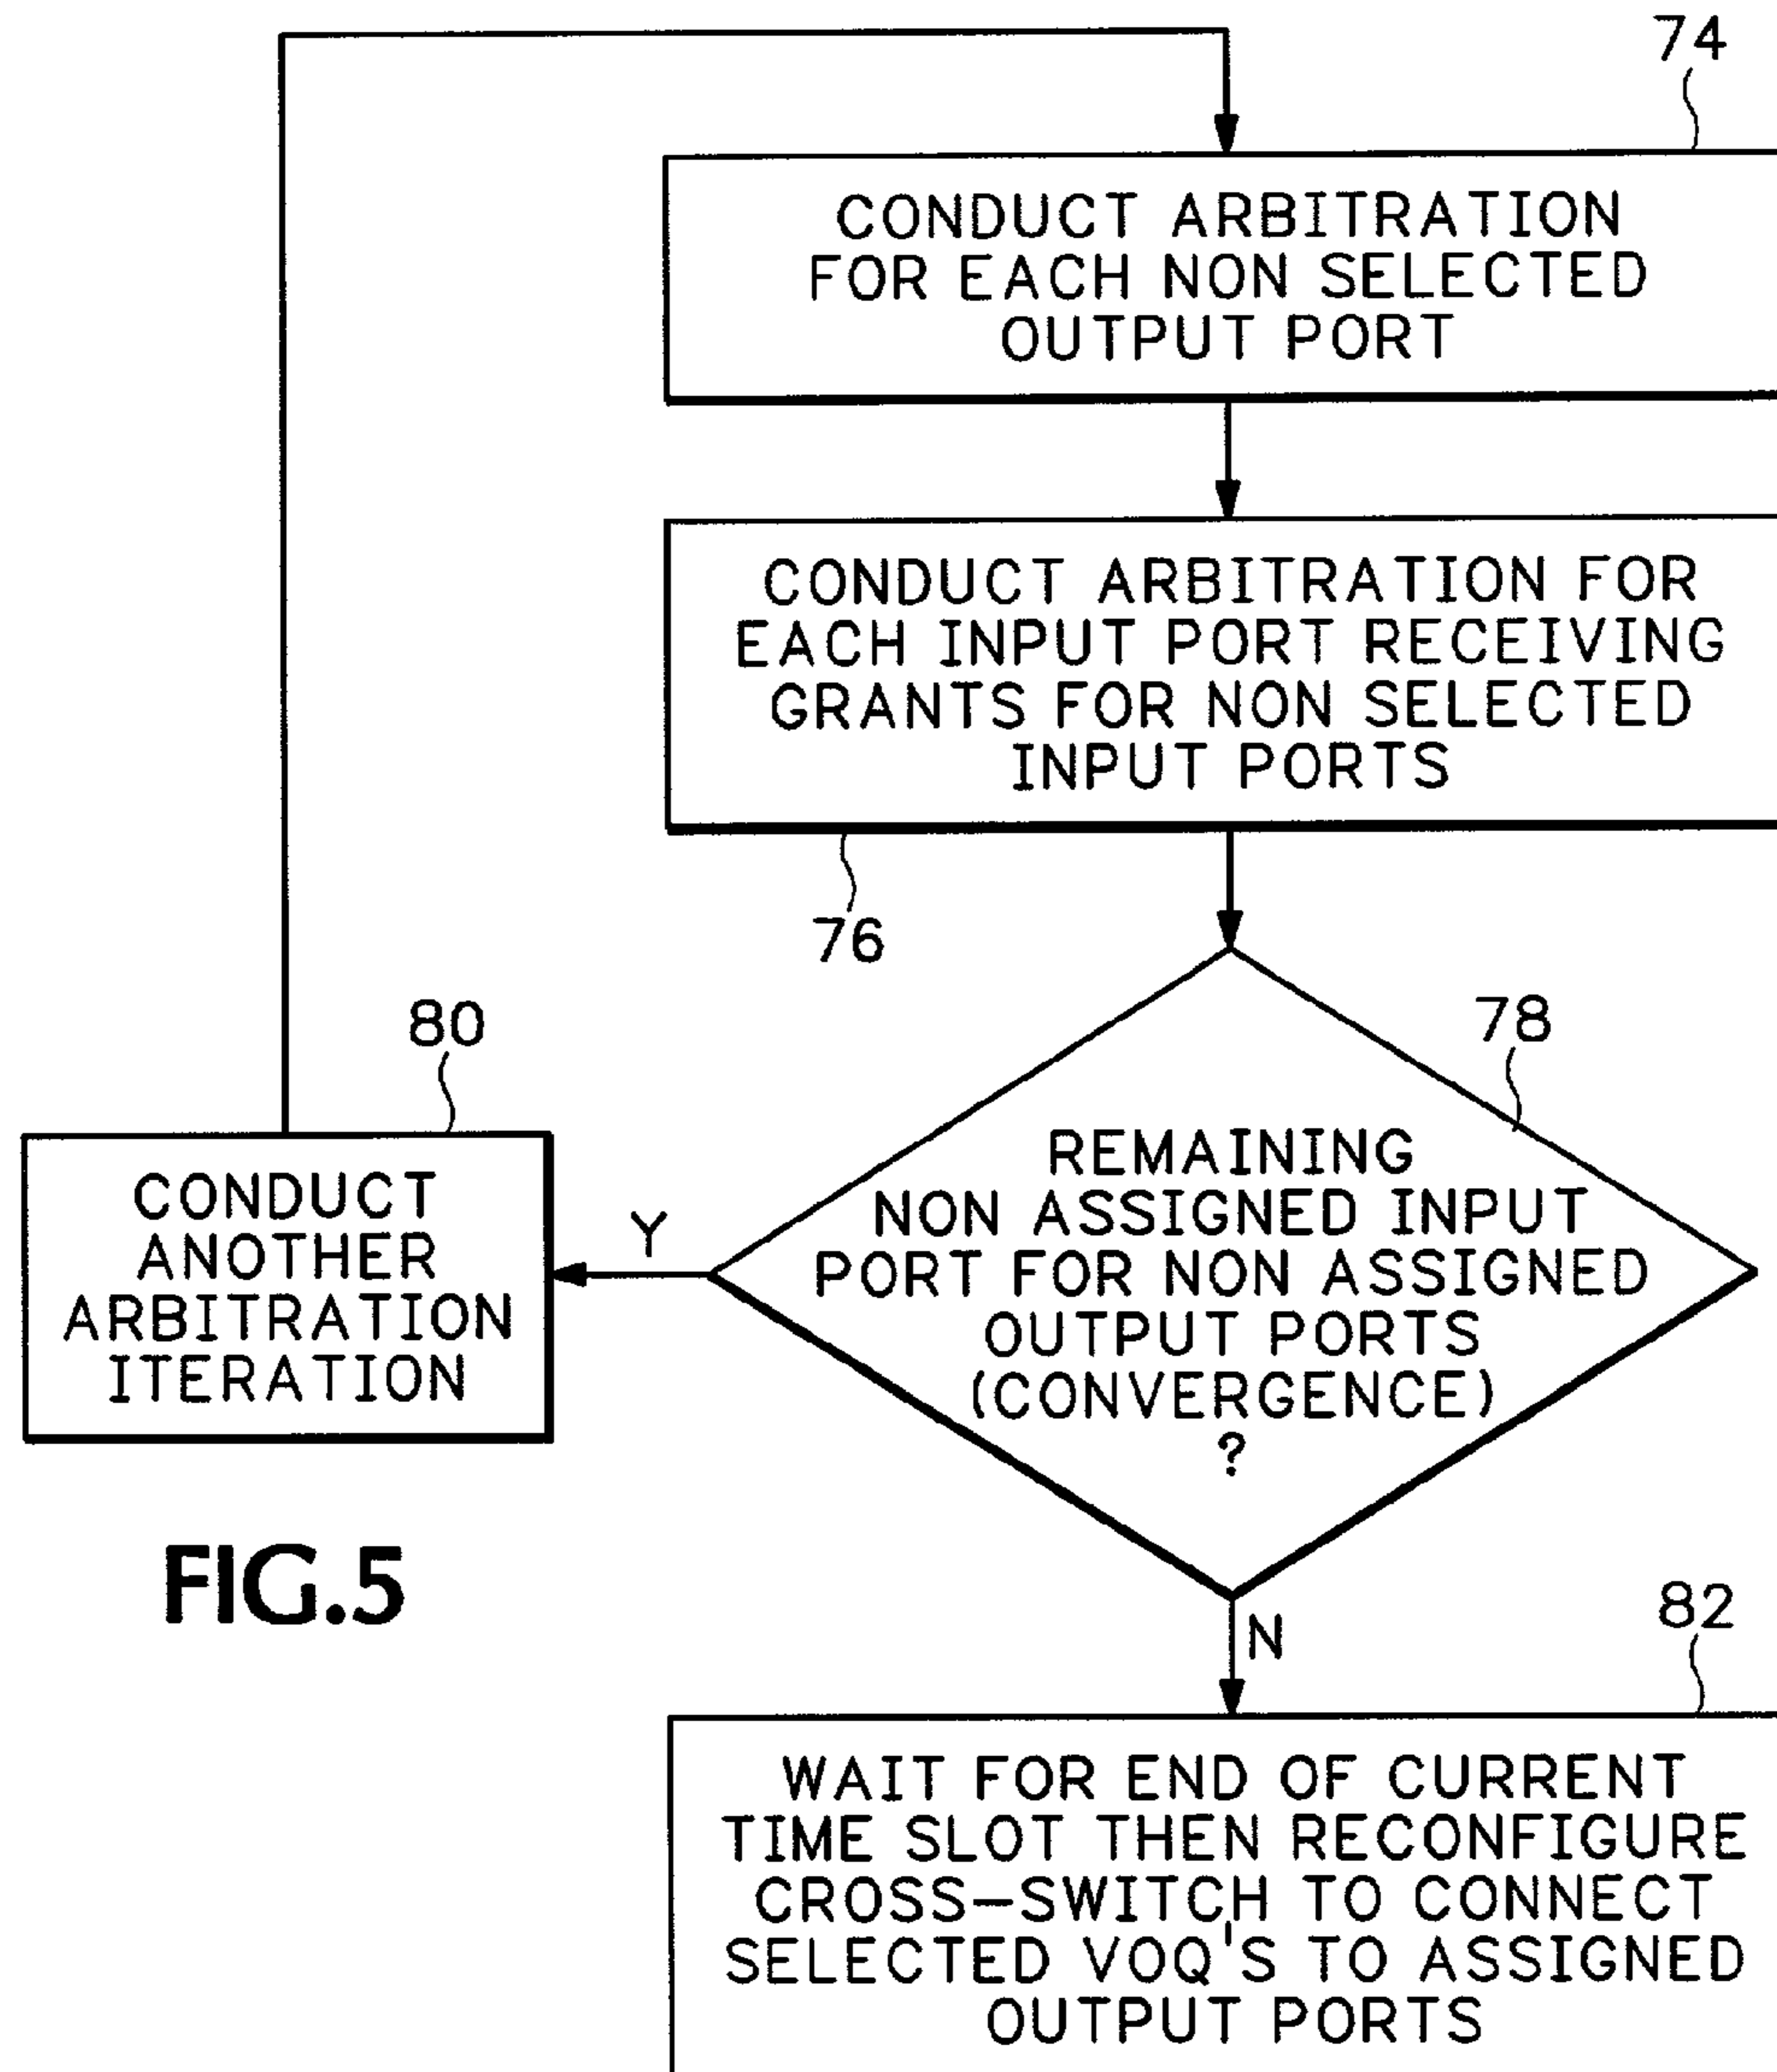 74
CONDUCT ARBITRATION
FOR EACH NON SELECTED
OUTPUT PORT
CONDUCT ARBITRATION FOR
EACH INPUT PORT RECEIVING
GRANTS FOR NON SELECTED
INPUT PORTS
76
80
78
CONDUCT
ANOTHER
ARBITRATION
ITERATION
Y
REMAINING
NON ASSIGNED INPUT
PORT FOR NON ASSIGNED
OUTPUT PORTS
(CONVERGENCE)
?
FIG.5
N
82
WAIT FOR END OF CURRENT
TIME SLOT THEN RECONFIGURE
CROSS-SWITCH TO CONNECT
SELECTED VOQ'S TO ASSIGNED
OUTPUT PORTS